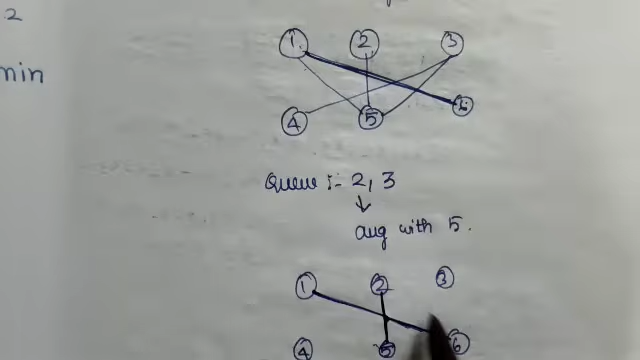 2
min
1 2 3
4 5 6
Queue :- 2, 3
↓
aug with 5.
1 2 3
4 5 6